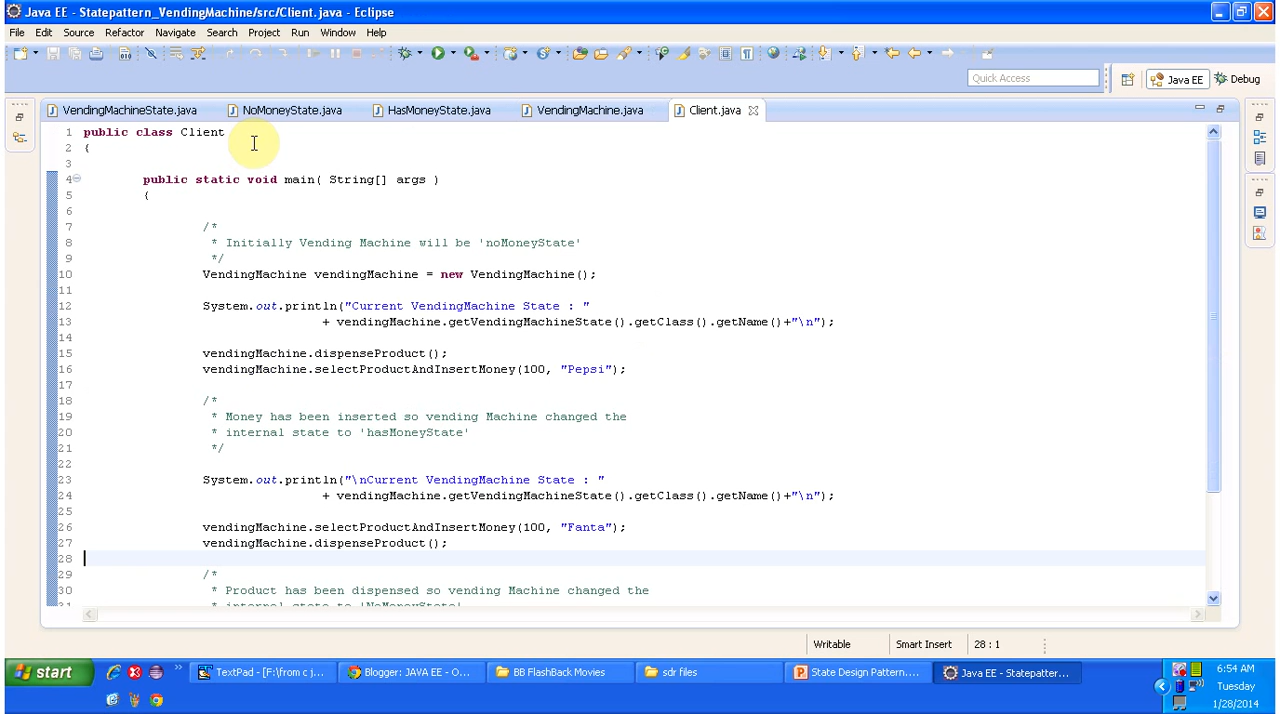 Java EE - Statepattern_VendingMachine/src/Client.java - Eclipse
File Edit Source Refactor Navigate Search Project Run Window Help
Quick Access Java EE Debug
VendingMachineState.java NoMoneyState.java HasMoneyState.java VendingMachine.java Client.java
1 public class Client
2 {
3
4 public static void main( String[] args )
5 {
6
7 /*
8 * Initially Vending Machine will be 'noMoneyState'
9 */
10 VendingMachine vendingMachine = new VendingMachine();
11
12 System.out.println("Current VendingMachine State : "
13 + vendingMachine.getVendingMachineState().getClass().getName()+"\n");
14
15 vendingMachine.dispenseProduct();
16 vendingMachine.selectProductAndInsertMoney(100, "Pepsi");
17
18 /*
19 * Money has been inserted so vending Machine changed the
20 * internal state to 'hasMoneyState'
21 */
22
23 System.out.println("\nCurrent VendingMachine State : "
24 + vendingMachine.getVendingMachineState().getClass().getName()+"\n");
25
26 vendingMachine.selectProductAndInsertMoney(100, "Fanta");
27 vendingMachine.dispenseProduct();
28
29 /*
30 * Product has been dispensed so vending Machine changed the
31 * internal state to 'NoMoneyState'
Writable Smart Insert 28 : 1
start TextPad - [F:\from c j... Blogger: JAVA EE - O... BB FlashBack Movies sdr files State Design Pattern.... Java EE - Statepatter... 6:54 AM
Tuesday
1/28/2014